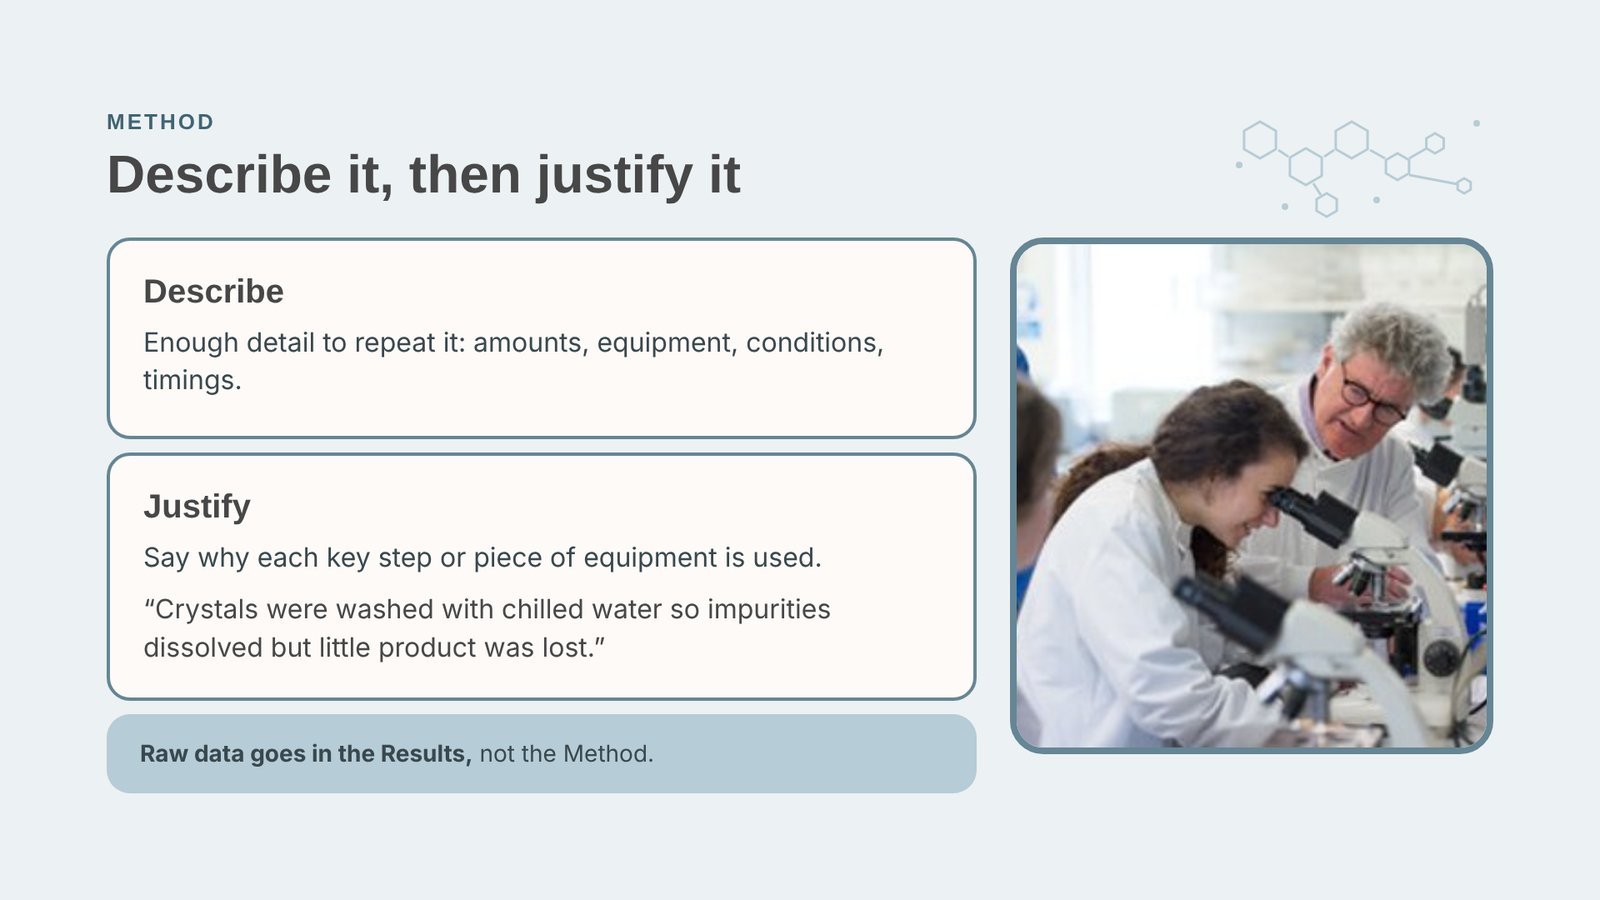 METHOD
Describe it, then justify it
Describe
Enough detail to repeat it: amounts, equipment, conditions,
timings.
Justify
Say why each key step or piece of equipment is used.
“Crystals were washed with chilled water so impurities
dissolved but little product was lost.”
Raw data goes in the Results, not the Method.